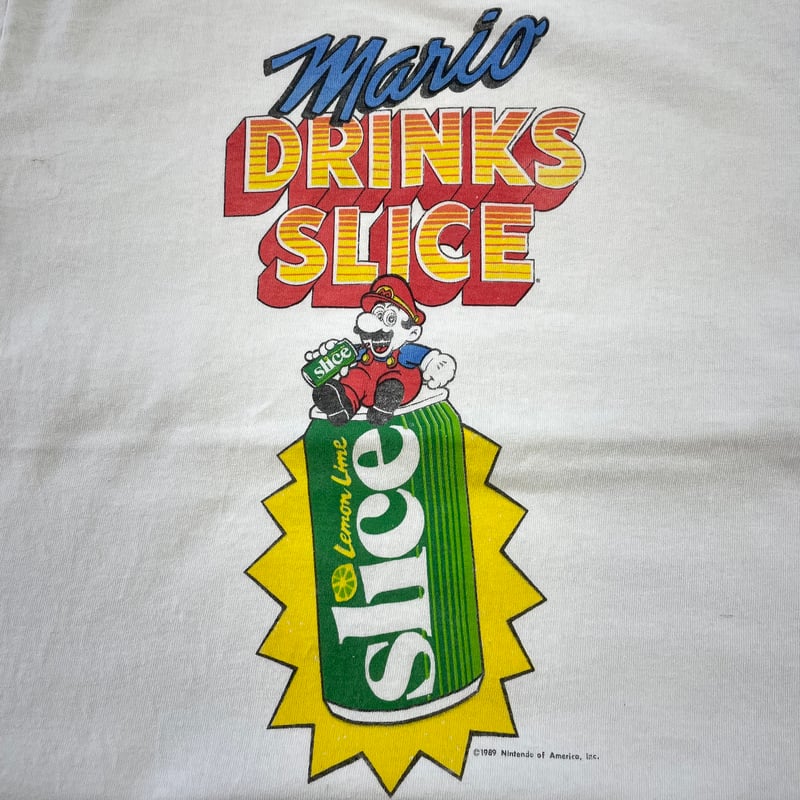 Mario
DRINKS
SLICE
slice
Lemon Lime
slice
©1989 Nintendo of America, Inc.